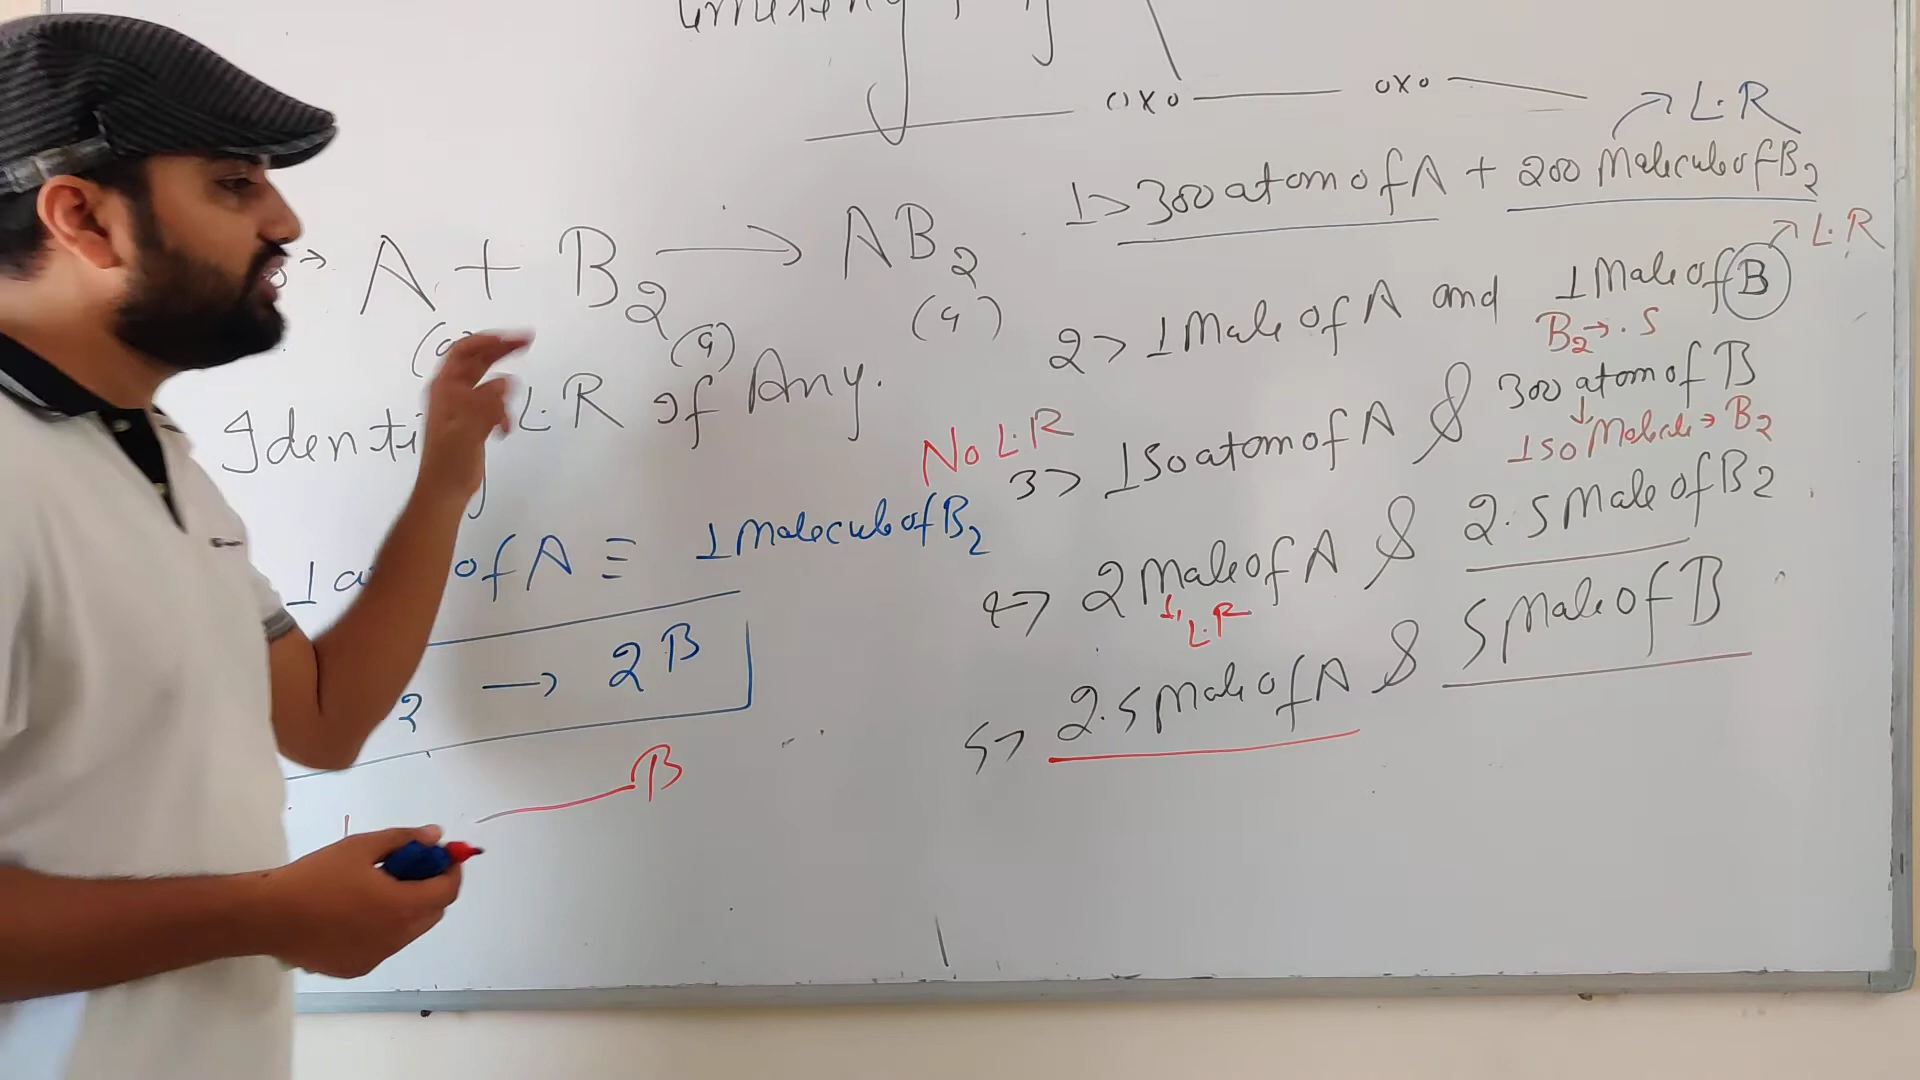 oxo oxo
A + B2 → AB2
(g) (g)
L.R of Any.
of A ≡ 1 Molecule of B2
2 → 2B
B
→ L.R
1> 300 atom of A + 200 Molecule of B2
→ L.R
2> 1 Mole of A and 1 Mole of B
B2 → .5
No L.R
3> 150 atom of A & 300 atom of B
↓
150 Molecule → B2
4> 2 Mole of A & 2.5 Mole of B2
L.R
5> 2.5 Mole of A & 5 Mole of B